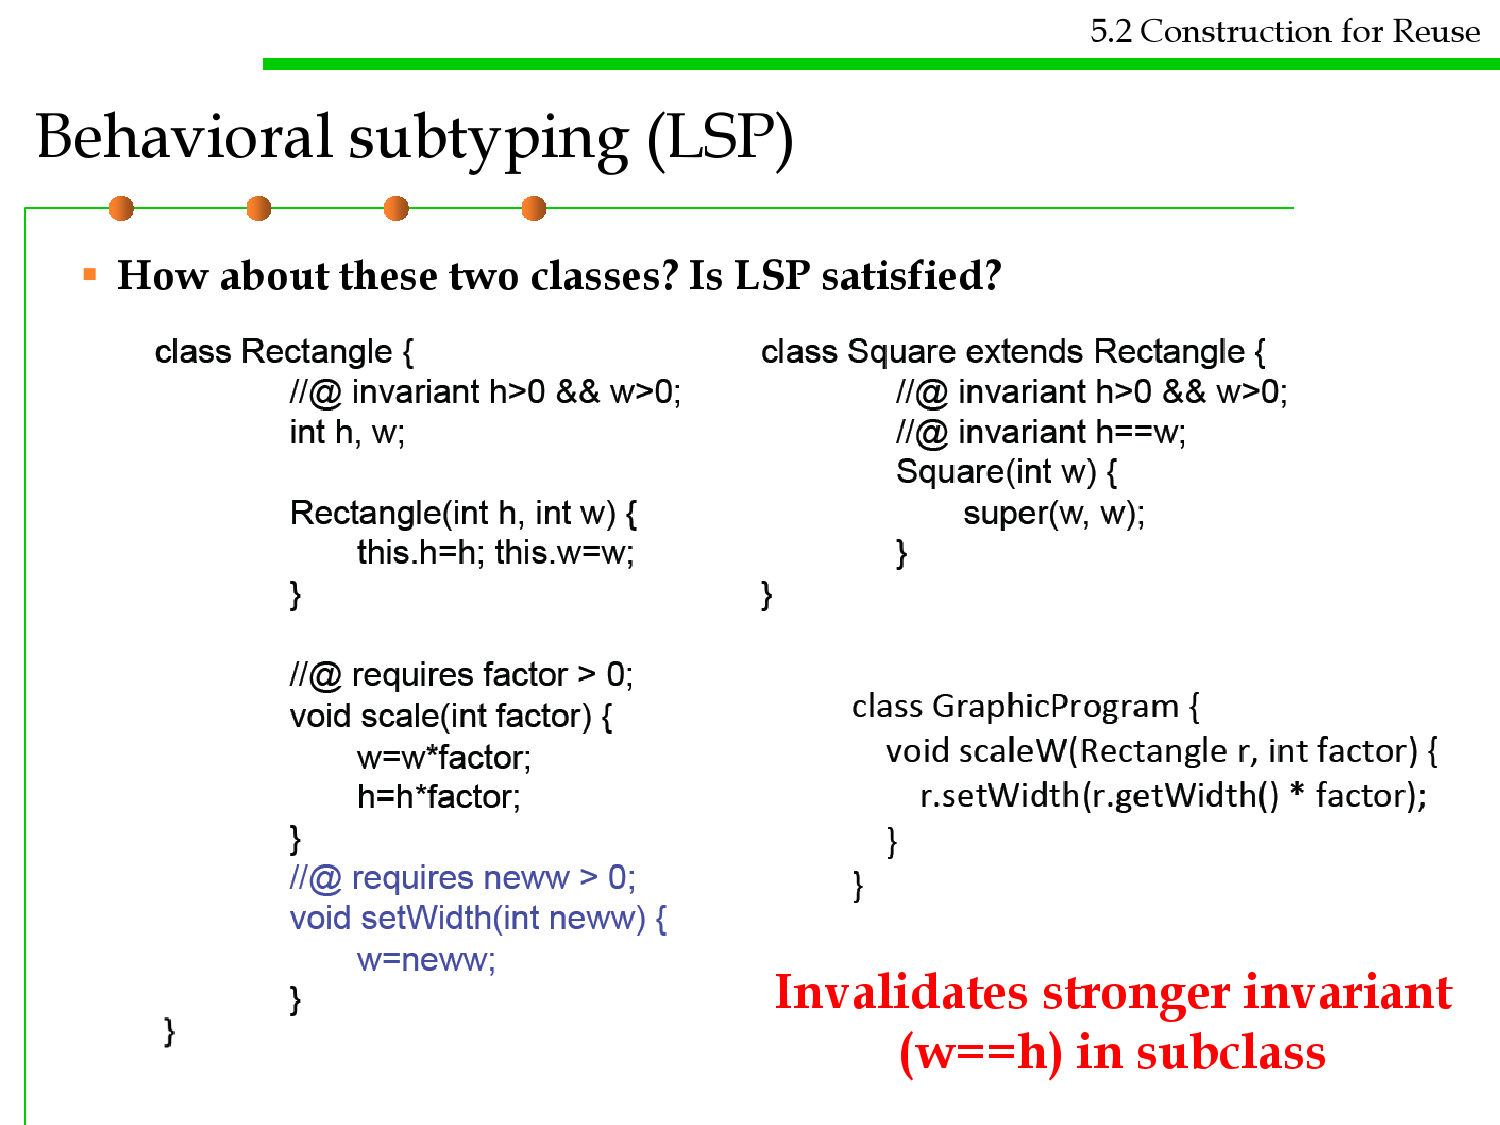 5.2 Construction for Reuse
Behavioral subtyping (LSP)
▪ How about these two classes? Is LSP satisfied?
class Rectangle {
//@ invariant h>0 && w>0;
int h, w;
Rectangle(int h, int w) {
this.h=h; this.w=w;
}
//@ requires factor > 0;
void scale(int factor) {
w=w*factor;
h=h*factor;
}
//@ requires neww > 0;
void setWidth(int neww) {
w=neww;
}
}
class Square extends Rectangle {
//@ invariant h>0 && w>0;
//@ invariant h==w;
Square(int w) {
super(w, w);
}
}
class GraphicProgram {
void scaleW(Rectangle r, int factor) {
r.setWidth(r.getWidth() * factor);
}
}
Invalidates stronger invariant
(w==h) in subclass